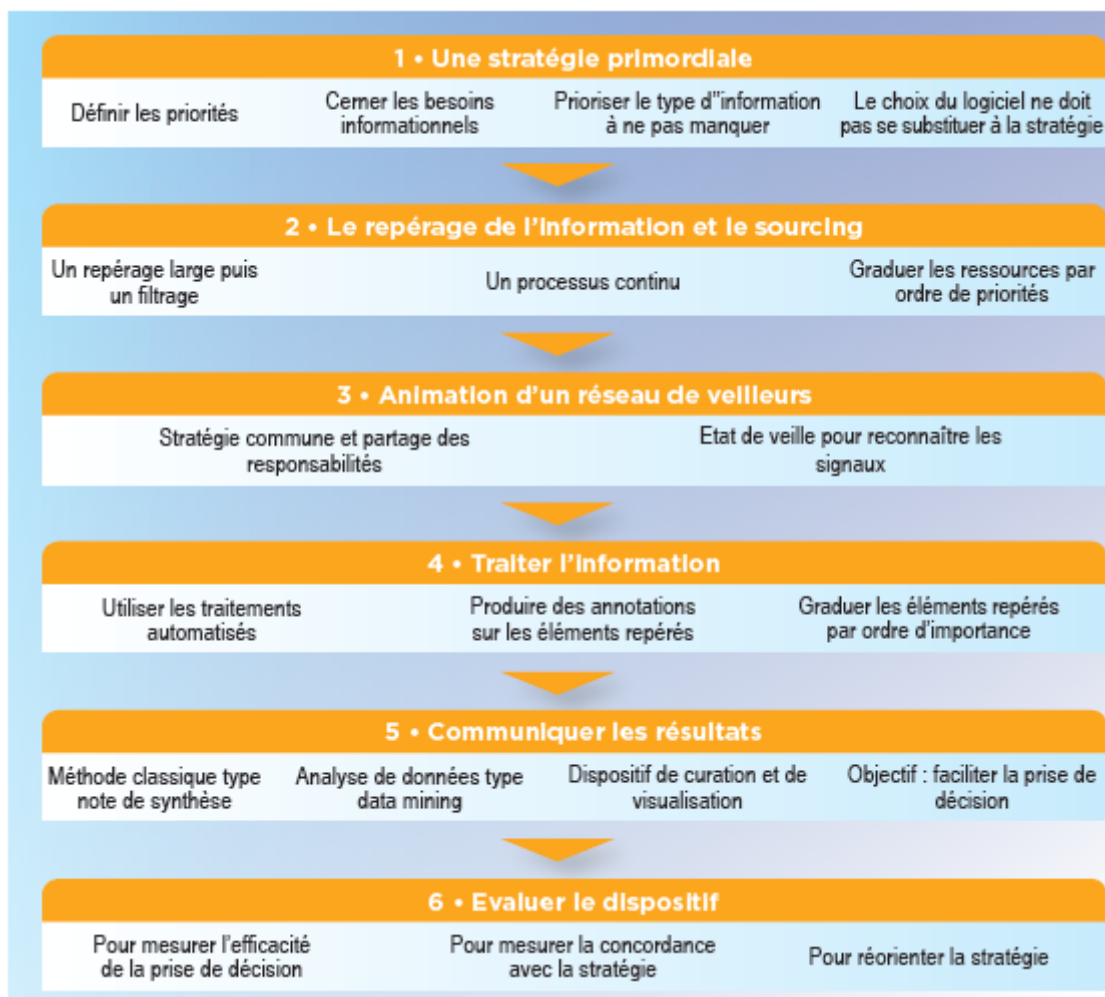 1 • Une stratégie primordiale
Définir les priorités
Cerner les besoins
informationnels
Prioriser le type d''information
à ne pas manquer
Le choix du logiciel ne doit
pas se substituer à la stratégie
2 • Le repérage de l'information et le sourcing
Un repérage large puis
un filtrage
Un processus continu
Graduer les ressources par
ordre de priorités
3 • Animation d'un réseau de veilleurs
Stratégie commune et partage des
responsabilités
Etat de veille pour reconnaître les
signaux
4 • Traiter l'information
Utiliser les traitements
automatisés
Produire des annotations
sur les éléments repérés
Graduer les éléments repérés
par ordre d'importance
5 • Communiquer les résultats
Méthode classique type
note de synthèse
Analyse de données type
data mining
Dispositif de curation et de
visualisation
Objectif : faciliter la prise de
décision
6 • Evaluer le dispositif
Pour mesurer l'efficacité
de la prise de décision
Pour mesurer la concordance
avec la stratégie
Pour réorienter la stratégie